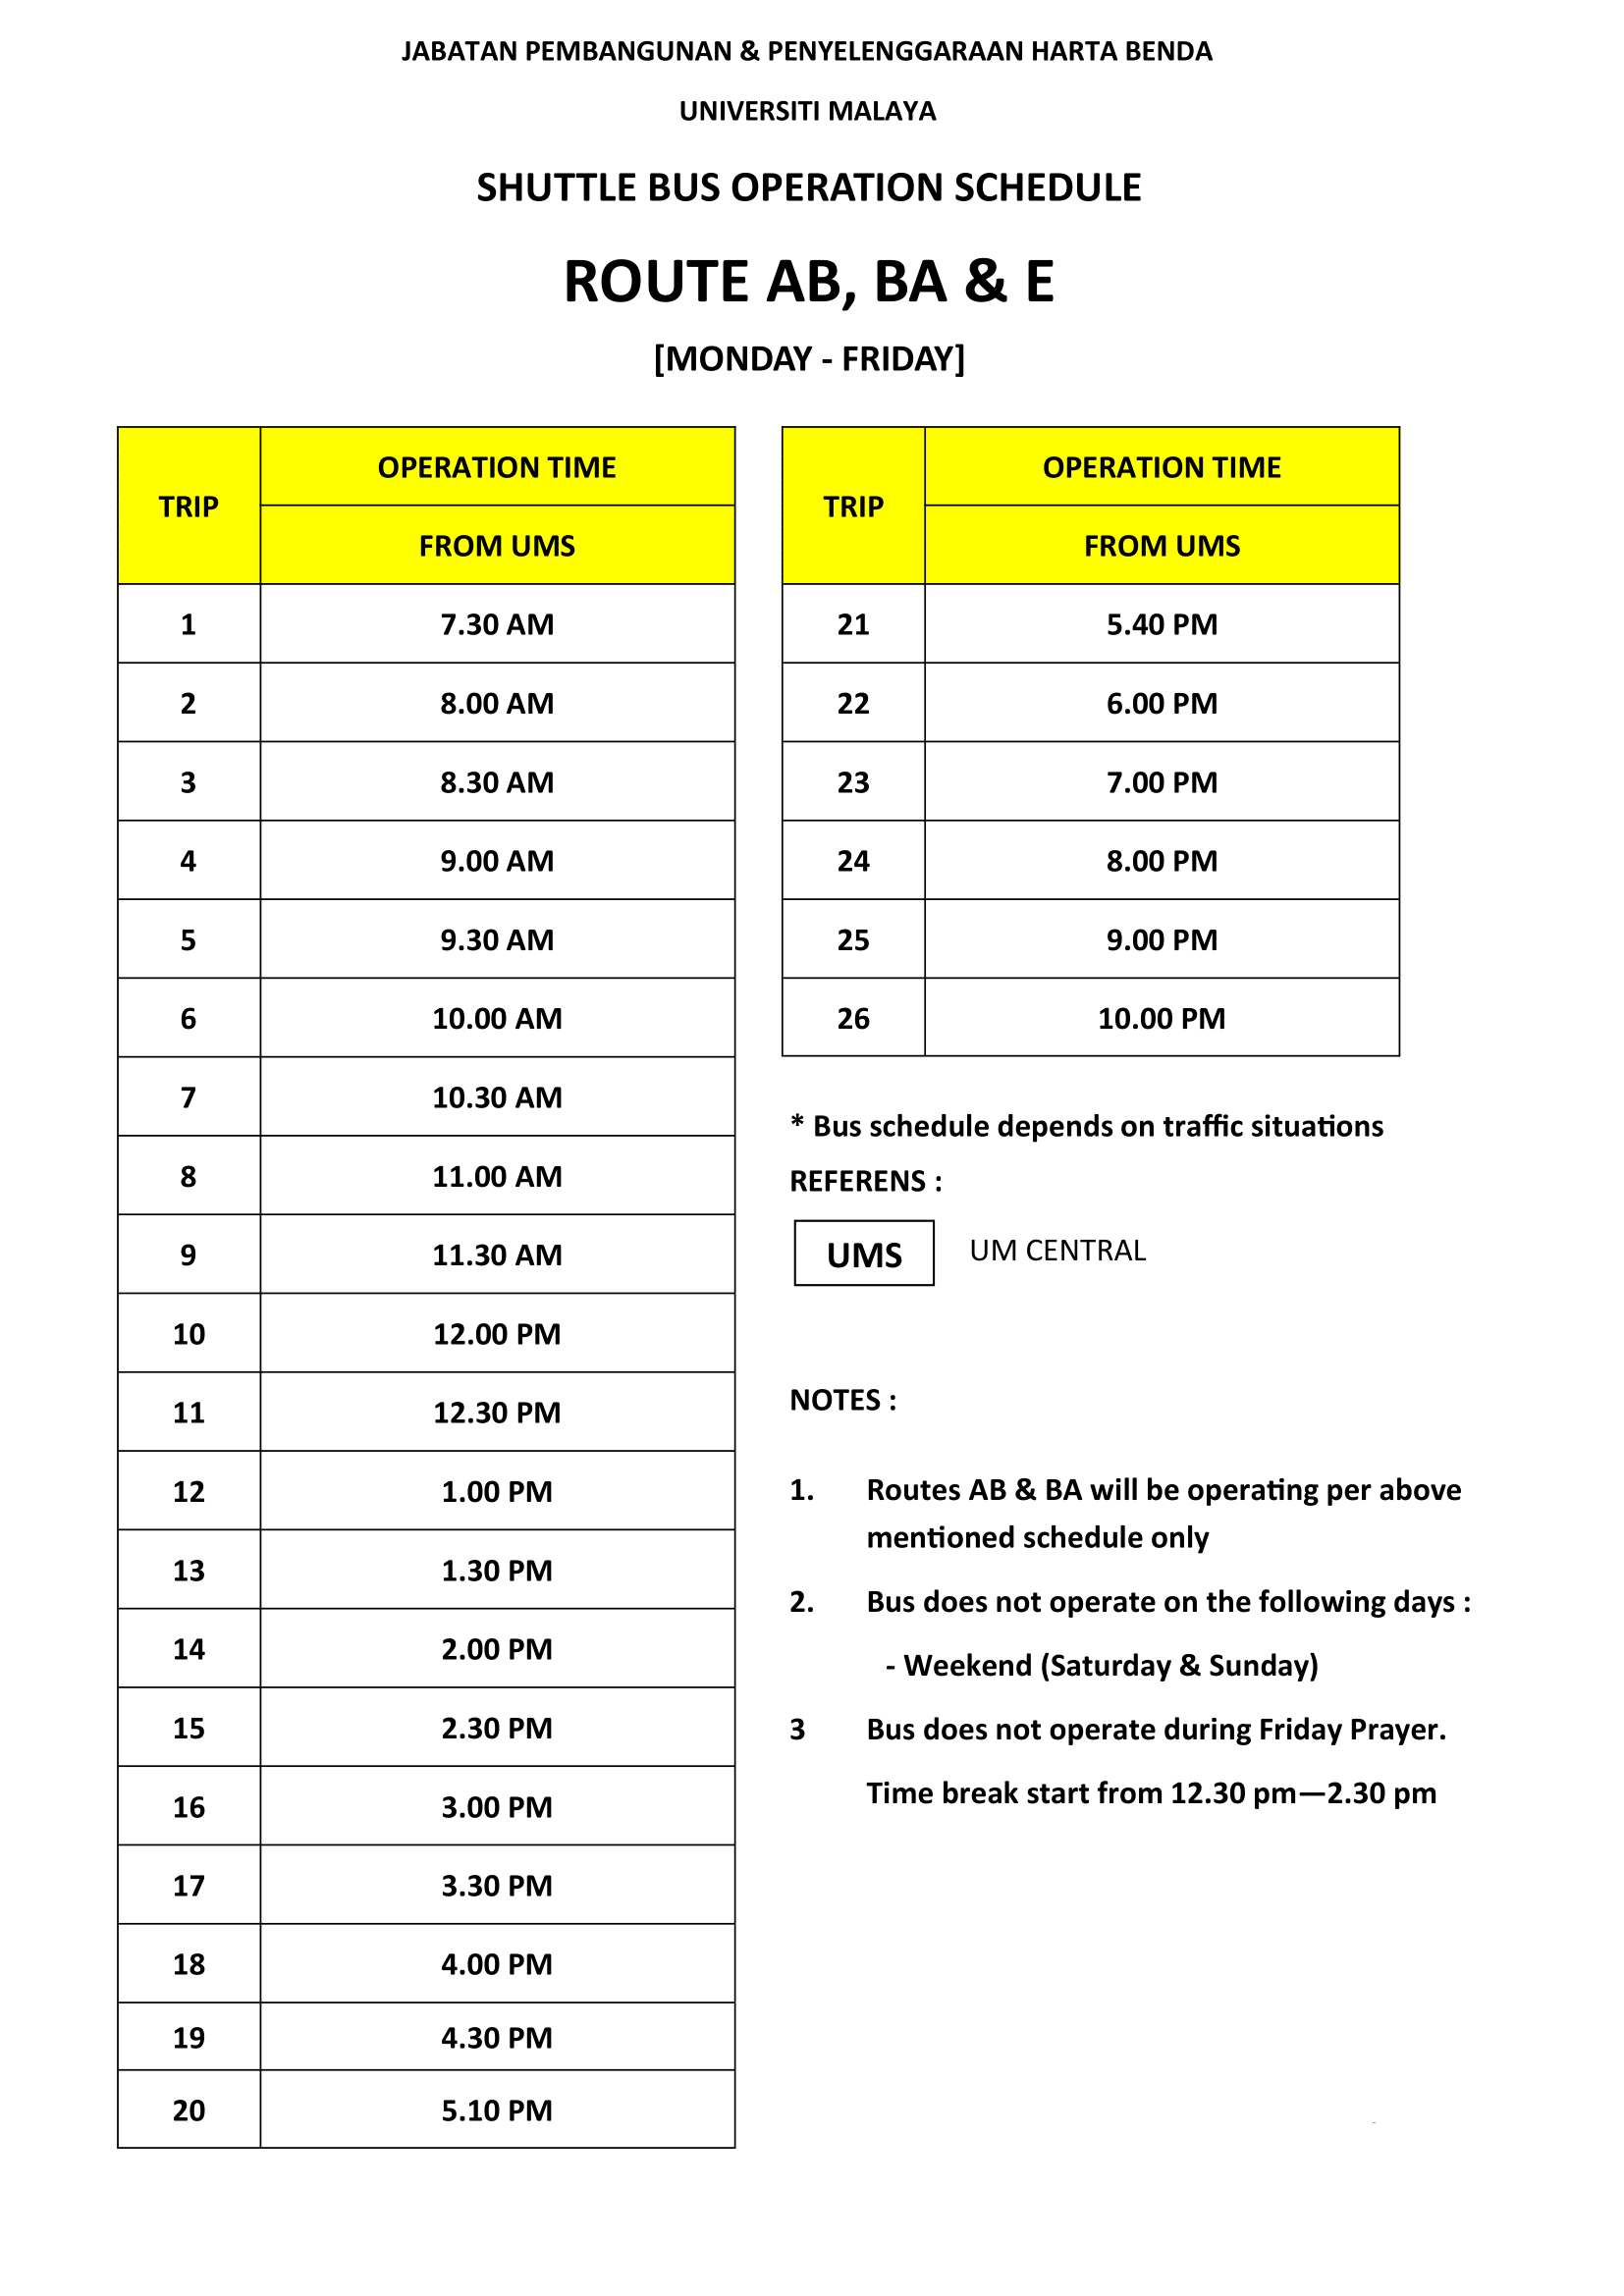 JABATAN PEMBANGUNAN & PENYELENGGARAAN HARTA BENDA
UNIVERSITI MALAYA
SHUTTLE BUS OPERATION SCHEDULE
ROUTE AB, BA & E
[MONDAY - FRIDAY]
TRIP
OPERATION TIME
FROM UMS
1 7.30 AM
2 8.00 AM
3 8.30 AM
4 9.00 AM
5 9.30 AM
6 10.00 AM
7 10.30 AM
8 11.00 AM
9 11.30 AM
10 12.00 PM
11 12.30 PM
12 1.00 PM
13 1.30 PM
14 2.00 PM
15 2.30 PM
16 3.00 PM
17 3.30 PM
18 4.00 PM
19 4.30 PM
20 5.10 PM
TRIP
OPERATION TIME
FROM UMS
21 5.40 PM
22 6.00 PM
23 7.00 PM
24 8.00 PM
25 9.00 PM
26 10.00 PM
* Bus schedule depends on traffic situations
REFERENS :
UMS UM CENTRAL
NOTES :
1. Routes AB & BA will be operating per above
mentioned schedule only
2. Bus does not operate on the following days :
- Weekend (Saturday & Sunday)
3 Bus does not operate during Friday Prayer.
Time break start from 12.30 pm—2.30 pm